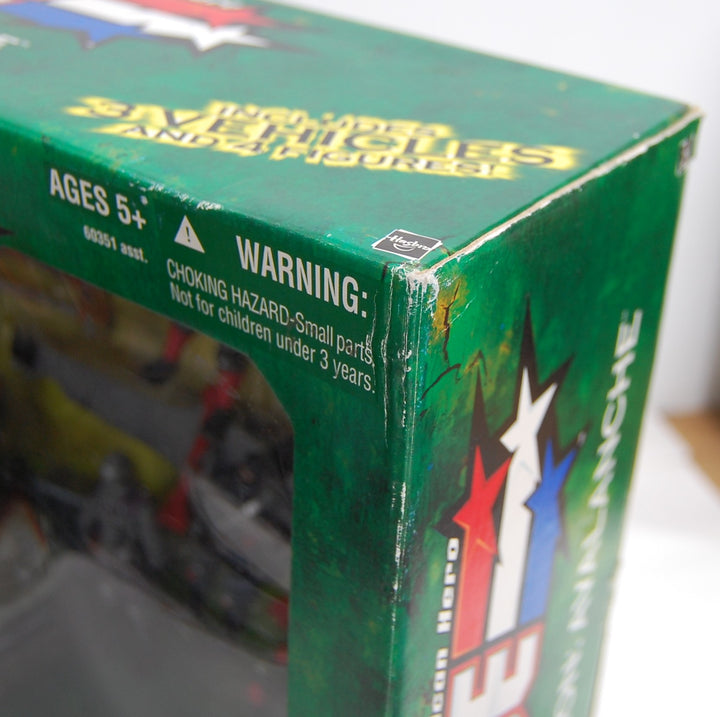 INCLUDES
3 VEHICLES
AND 4 FIGURES!
AGES 5+
60351 asst.
WARNING:
CHOKING HAZARD-Small parts
Not for children under 3 years.
Hasbro
Hero
E
AVALANCHE